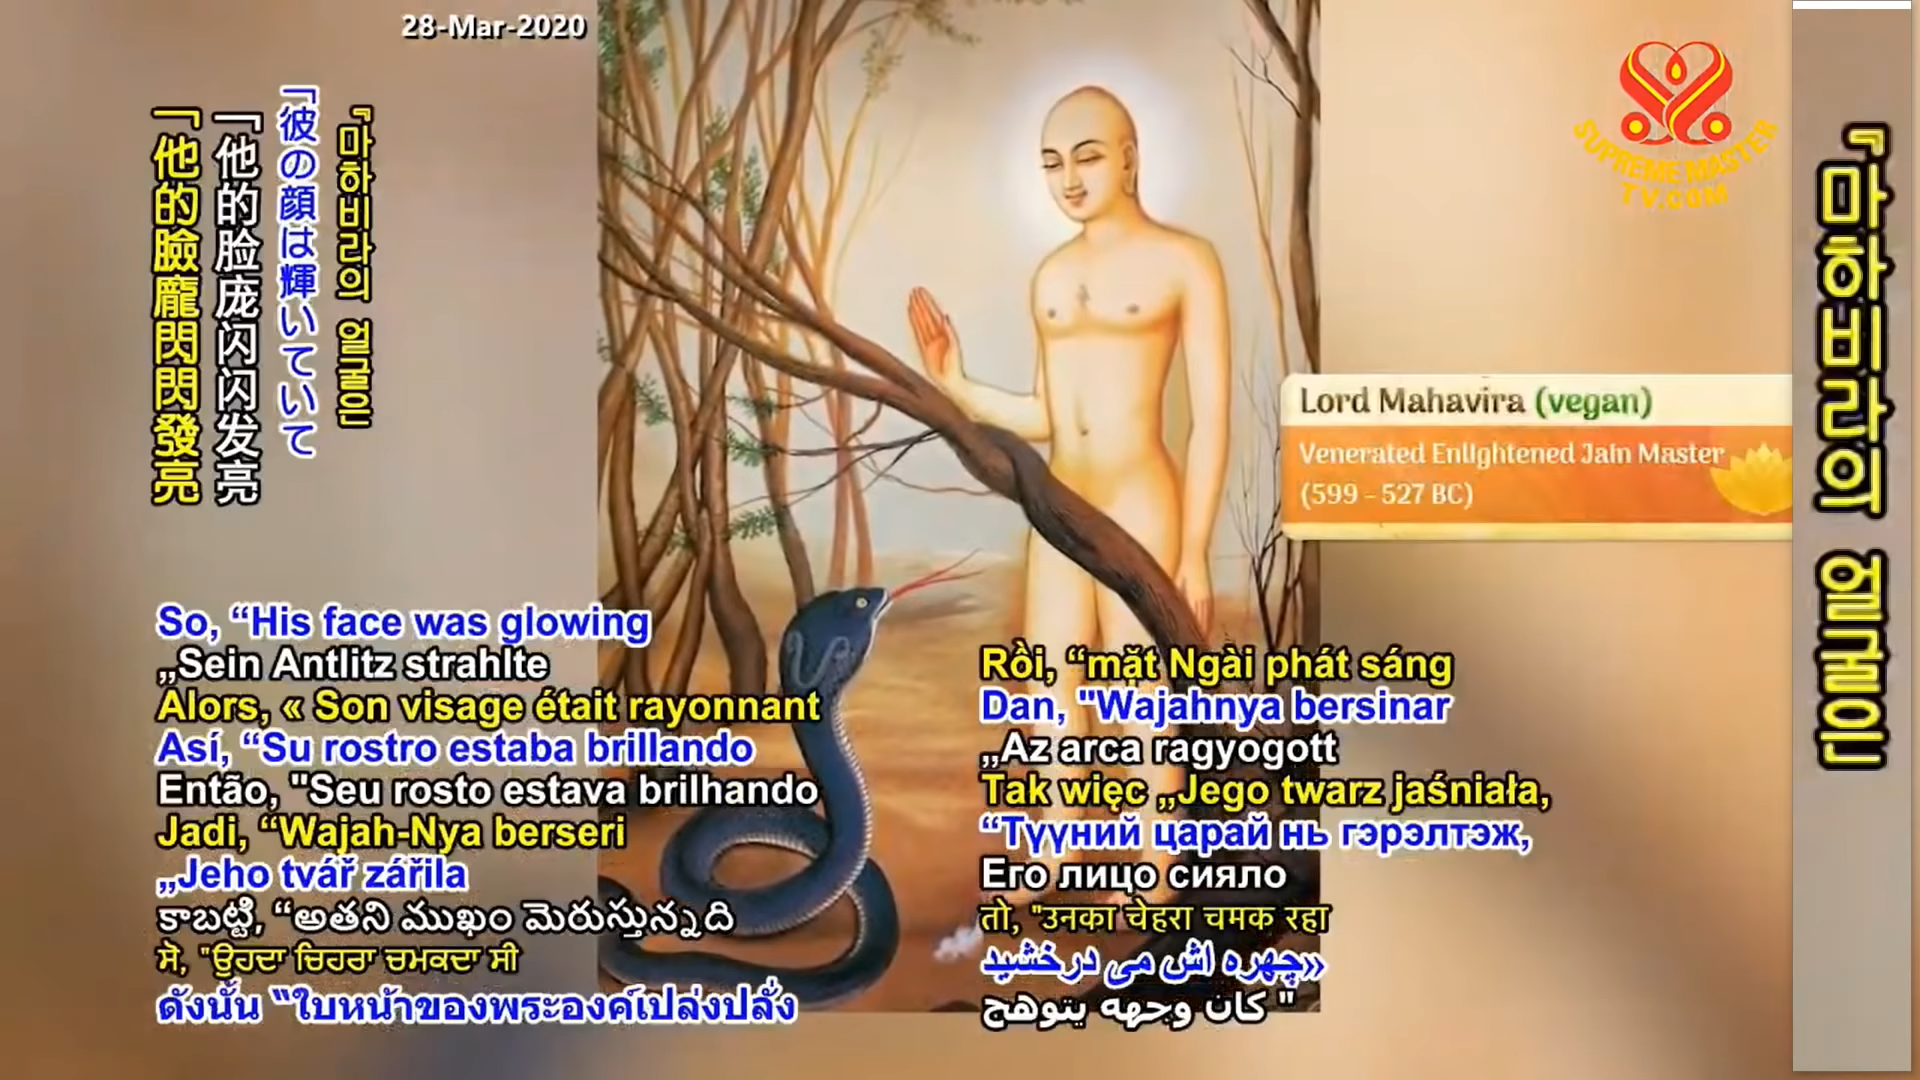 28-Mar-2020
SUPREME MASTER
TV.COM
『마하비라의 얼굴은
「彼の顔は輝いていて
「他的脸庞闪闪发亮
「他的臉龐閃閃發亮
『마하비라의 얼굴은
Lord Mahavira (vegan)
Venerated Enlightened Jain Master
(599 - 527 BC)
So, “His face was glowing
„Sein Antlitz strahlte
Alors, « Son visage était rayonnant
Así, “Su rostro estaba brillando
Então, "Seu rosto estava brilhando
Jadi, “Wajah-Nya berseri
„Jeho tvář zářila
కాబట్టి, “అతని ముఖం మెరుస్తున్నది
ਸੋ, "ਉਹਦਾ ਚਿਹਰਾ ਚਮਕਦਾ ਸੀ
ดังนั้น “ใบหน้าของพระองค์เปล่งปลั่ง
Rồi, “mặt Ngài phát sáng
Dan, "Wajahnya bersinar
„Az arca ragyogott
Tak więc „Jego twarz jaśniała,
“Түүний царай нь гэрэлтэж,
Его лицо сияло
तो, "उनका चेहरा चमक रहा
«چهره اش می درخشید
" كان وجهه يتوهج